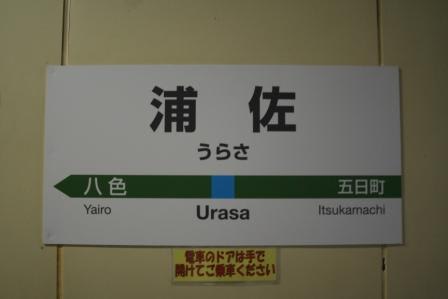 浦佐
うらさ
八色 五日町
Yairo Urasa Itsukamachi
電車のドアは手で
開けてご乗車ください